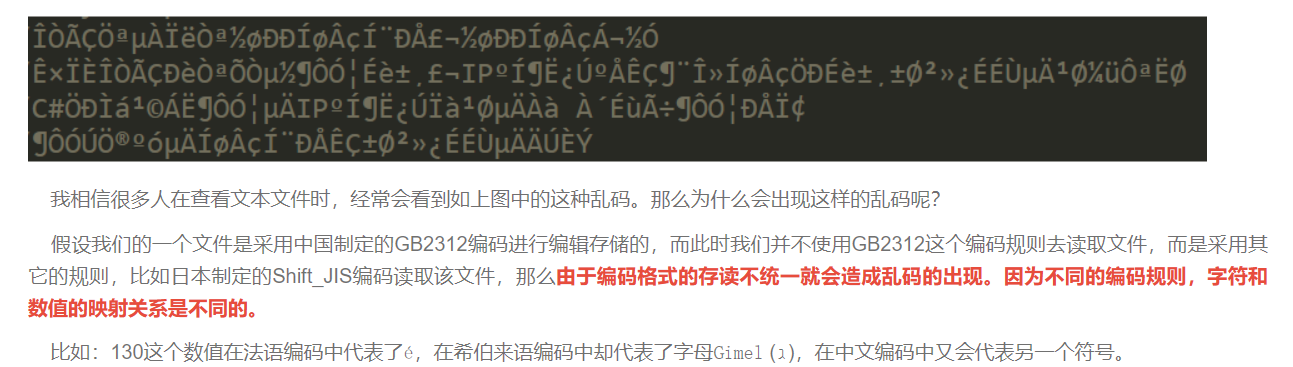 ÎÒÃÇÖªµÀÏëÒª½øÐÐÍøÂçÍ¨ÐÅ£¬½øÐÐÍøÂçÁ¬½Ó
Ê×ÏÈÎÒÃÇÐèÒªÕÒµ½¶ÔÓ¦Éè±¸£¬IPºÍ¶Ë¿ÚºÅÊÇ¶¨Î»ÍøÂçÖÐÉè±¸±Ø²»¿ÉÉÙµÄ¹Ø¼üÔªËØ
C#ÖÐÌá¹©ÁË¶ÔÓ¦µÄIPºÍ¶Ë¿ÚÏà¹ØµÄÀà À´ÉùÃ÷¶ÔÓ¦ÐÅÏ¢
¶ÔÓÚÖ®ºóµÄÍøÂçÍ¨ÐÅÊÇ±Ø²»¿ÉÉÙµÄÄÚÈÝ
我相信很多人在查看文本文件时，经常会看到如上图中的这种乱码。那么为什么会出现这样的乱码呢？
假设我们的一个文件是采用中国制定的GB2312编码进行编辑存储的，而此时我们并不使用GB2312这个编码规则去读取文件，而是采用其
它的规则，比如日本制定的Shift_JIS编码读取该文件，那么由于编码格式的存读不统一就会造成乱码的出现。因为不同的编码规则，字符和
数值的映射关系是不同的。
比如：130这个数值在法语编码中代表了é，在希伯来语编码中却代表了字母Gimel (ג)，在中文编码中又会代表另一个符号。